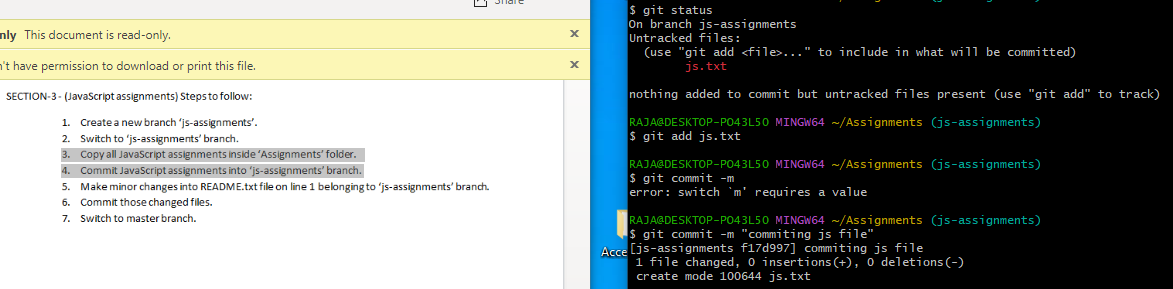 Share
nly This document is read-only. ×
n't have permission to download or print this file. ×
SECTION-3 - (JavaScript assignments) Steps to follow:
1. Create a new branch ‘js-assignments’.
2. Switch to ‘js-assignments’ branch.
3. Copy all JavaScript assignments inside ‘Assignments’ folder.
4. Commit JavaScript assignments into ‘js-assignments’ branch.
5. Make minor changes into README.txt file on line 1 belonging to ‘js-assignments’ branch.
6. Commit those changed files.
7. Switch to master branch.
Acce
$ git status
On branch js-assignments
Untracked files:
(use "git add <file>..." to include in what will be committed)
js.txt
nothing added to commit but untracked files present (use "git add" to track)
RAJA@DESKTOP-PO43L5O MINGW64 ~/Assignments (js-assignments)
$ git add js.txt
RAJA@DESKTOP-PO43L5O MINGW64 ~/Assignments (js-assignments)
$ git commit -m
error: switch `m' requires a value
RAJA@DESKTOP-PO43L5O MINGW64 ~/Assignments (js-assignments)
$ git commit -m "commiting js file"
[js-assignments f17d997] commiting js file
1 file changed, 0 insertions(+), 0 deletions(-)
create mode 100644 js.txt